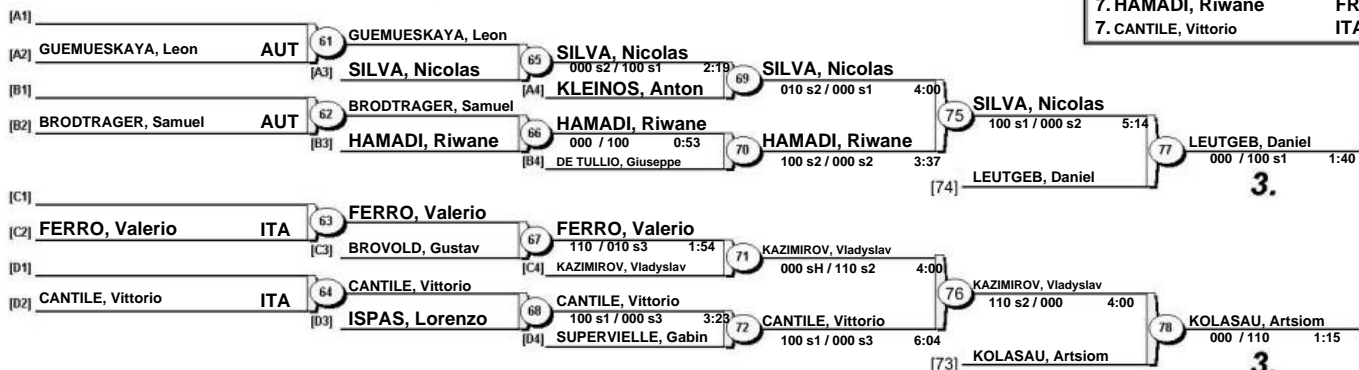 7. HAMADI, Riwane FR
7. CANTILE, Vittorio ITA
[A1]
[A2] GUEMUESKAYA, Leon AUT
61
GUEMUESKAYA, Leon
[A3] SILVA, Nicolas
65
SILVA, Nicolas
000 s2 / 100 s1 2:19
[A4] KLEINOS, Anton
69
SILVA, Nicolas
010 s2 / 000 s1 4:00
[B1]
[B2] BRODTRAGER, Samuel AUT
62
BRODTRAGER, Samuel
[B3] HAMADI, Riwane
66
HAMADI, Riwane
000 / 100 0:53
[B4] DE TULLIO, Giuseppe
70
HAMADI, Riwane
100 s2 / 000 s2 3:37
75
SILVA, Nicolas
100 s1 / 000 s2 5:14
[74] LEUTGEB, Daniel
77
LEUTGEB, Daniel
000 / 100 s1 1:40
3.
[C1]
[C2] FERRO, Valerio ITA
63
FERRO, Valerio
[C3] BROVOLD, Gustav
67
FERRO, Valerio
110 / 010 s3 1:54
[C4] KAZIMIROV, Vladyslav
71
KAZIMIROV, Vladyslav
000 sH / 110 s2 4:00
[D1]
[D2] CANTILE, Vittorio ITA
64
CANTILE, Vittorio
[D3] ISPAS, Lorenzo
68
CANTILE, Vittorio
100 s1 / 000 s3 3:23
[D4] SUPERVIELLE, Gabin
72
CANTILE, Vittorio
100 s1 / 000 s3 6:04
76
KAZIMIROV, Vladyslav
110 s2 / 000 4:00
[73] KOLASAU, Artsiom
78
KOLASAU, Artsiom
000 / 110 1:15
3.